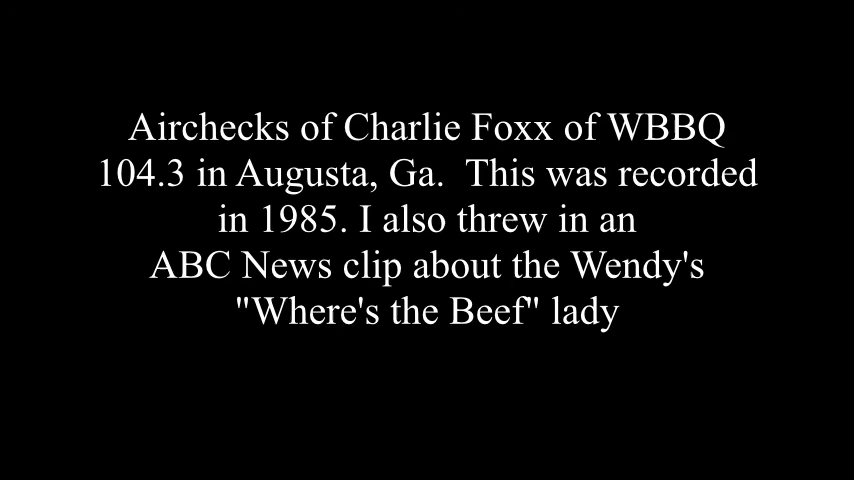 Airchecks of Charlie Foxx of WBBQ
104.3 in Augusta, Ga.  This was recorded
in 1985. I also threw in an
ABC News clip about the Wendy's
"Where's the Beef" lady